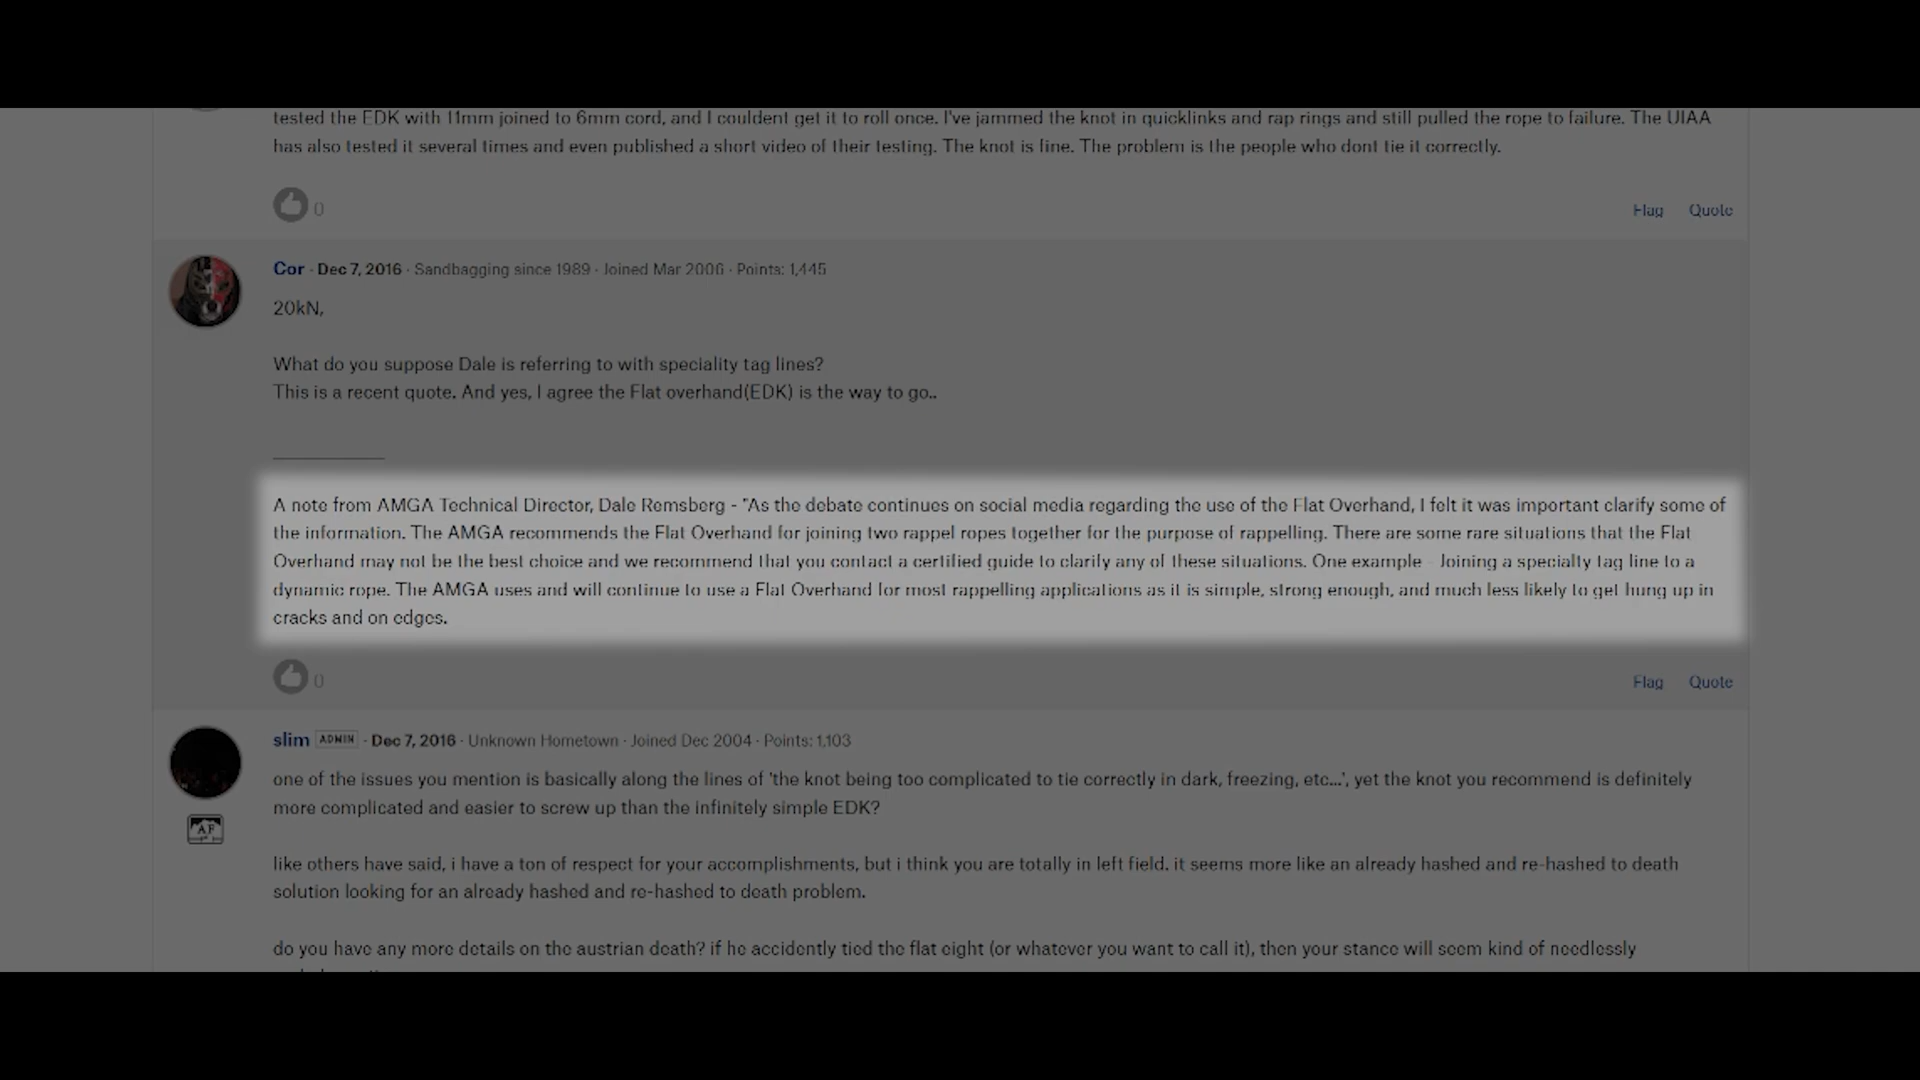 tested the EDK with 11mm joined to 6mm cord, and I couldent get it to roll once. I've jammed the knot in quicklinks and rap rings and still pulled the rope to failure. The UIAA
has also tested it several times and even published a short video of their testing. The knot is fine. The problem is the people who dont tie it correctly.
0
Flag Quote
Cor · Dec 7, 2016 · Sandbagging since 1989 · Joined Mar 2006 · Points: 1,445
20kN,
What do you suppose Dale is referring to with speciality tag lines?
This is a recent quote. And yes, I agree the Flat overhand(EDK) is the way to go..
A note from AMGA Technical Director, Dale Remsberg - "As the debate continues on social media regarding the use of the Flat Overhand, I felt it was important clarify some of
the information. The AMGA recommends the Flat Overhand for joining two rappel ropes together for the purpose of rappelling. There are some rare situations that the Flat
Overhand may not be the best choice and we recommend that you contact a certified guide to clarify any of these situations. One example - Joining a specialty tag line to a
dynamic rope. The AMGA uses and will continue to use a Flat Overhand for most rappelling applications as it is simple, strong enough, and much less likely to get hung up in
cracks and on edges.
0
Flag Quote
slim ADMIN · Dec 7, 2016 · Unknown Hometown · Joined Dec 2004 · Points: 1,103
AF
one of the issues you mention is basically along the lines of 'the knot being too complicated to tie correctly in dark, freezing, etc...', yet the knot you recommend is definitely
more complicated and easier to screw up than the infinitely simple EDK?
like others have said, i have a ton of respect for your accomplishments, but i think you are totally in left field. it seems more like an already hashed and re-hashed to death
solution looking for an already hashed and re-hashed to death problem.
do you have any more details on the austrian death? if he accidently tied the flat eight (or whatever you want to call it), then your stance will seem kind of needlessly